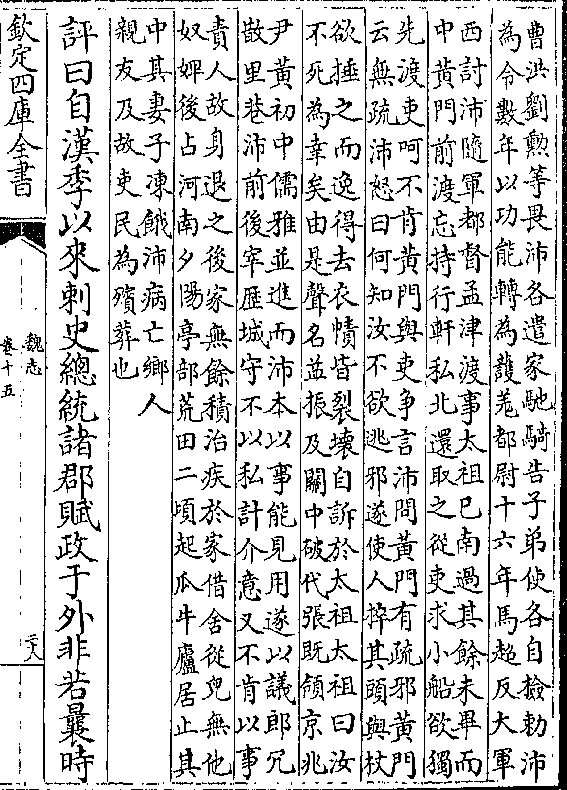 曹洪劉勲等畏沛各遣家馳騎告子弟使各自檢勅沛
為令數年以功能轉為護羌都尉十六年馬超反大軍
西討沛隨軍都督孟津渡事太祖已南過其餘未畢而
中黄門前渡忘持行軒私北還取之從吏求小船欲獨
先渡吏呵不肯黄門與吏爭言沛問黄門有疏邪黄門
云無疏沛怒曰何知汝不欲逃邪遂使人捽其頭與杖
欲捶之而逸得去衣幘皆裂壞自訴於太祖太祖曰汝
不死為幸矣由是聲名益振及關中破代張既領京兆
尹黄初中儒雅並進而沛本以事能見用遂以議郎冗
散里巷沛前後宰歴城守不以私計介意又不肯以事
貴人故身退之後家無餘積治疾於家借舍從兒無他
奴婢後占河南夕陽亭部荒田二頃起瓜牛廬居止其
中其妻子凍餓沛病亡鄉人
親友及故吏民為殯葬也
評曰自漢季以來刺史總統諸郡賦政于外非若曩時
欽定四庫全書
魏志
卷十五
二十八